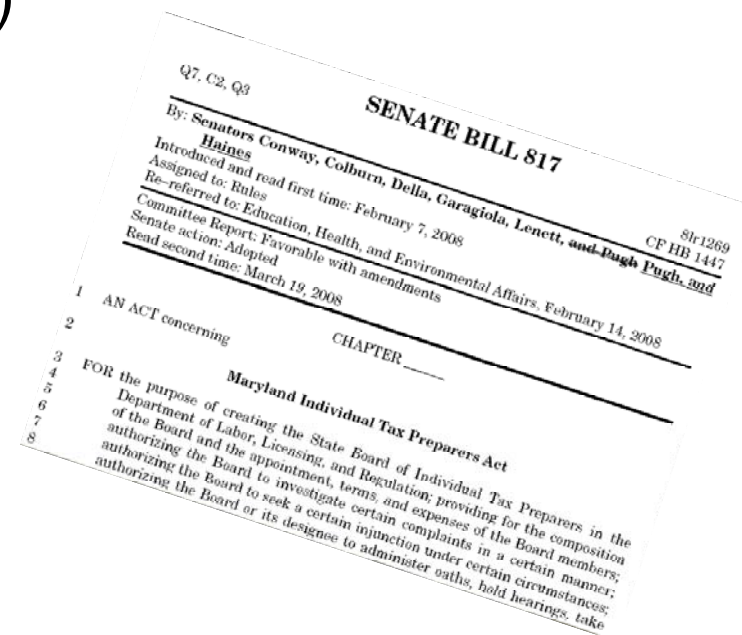 )
Q7, C2, Q3
SENATE BILL 817
8lr1269
CF HB 1447
By: Senators Conway, Colburn, Della, Garagiola, Lenett, and Pugh Pugh, and
Haines
Introduced and read first time: February 7, 2008
Assigned to: Rules
Re-referred to: Education, Health, and Environmental Affairs, February 14, 2008
Committee Report: Favorable with amendments
Senate action: Adopted
Read second time: March 19, 2008
CHAPTER ______
1 AN ACT concerning
2 Maryland Individual Tax Preparers Act
3 FOR the purpose of creating the State Board of Individual Tax Preparers in the
4 Department of Labor, Licensing, and Regulation; providing for the composition
5 of the Board and the appointment, terms, and expenses of the Board members;
6 authorizing the Board to investigate certain complaints in a certain manner;
7 authorizing the Board to seek a certain injunction under certain circumstances;
8 authorizing the Board or its designee to administer oaths, hold hearings, take